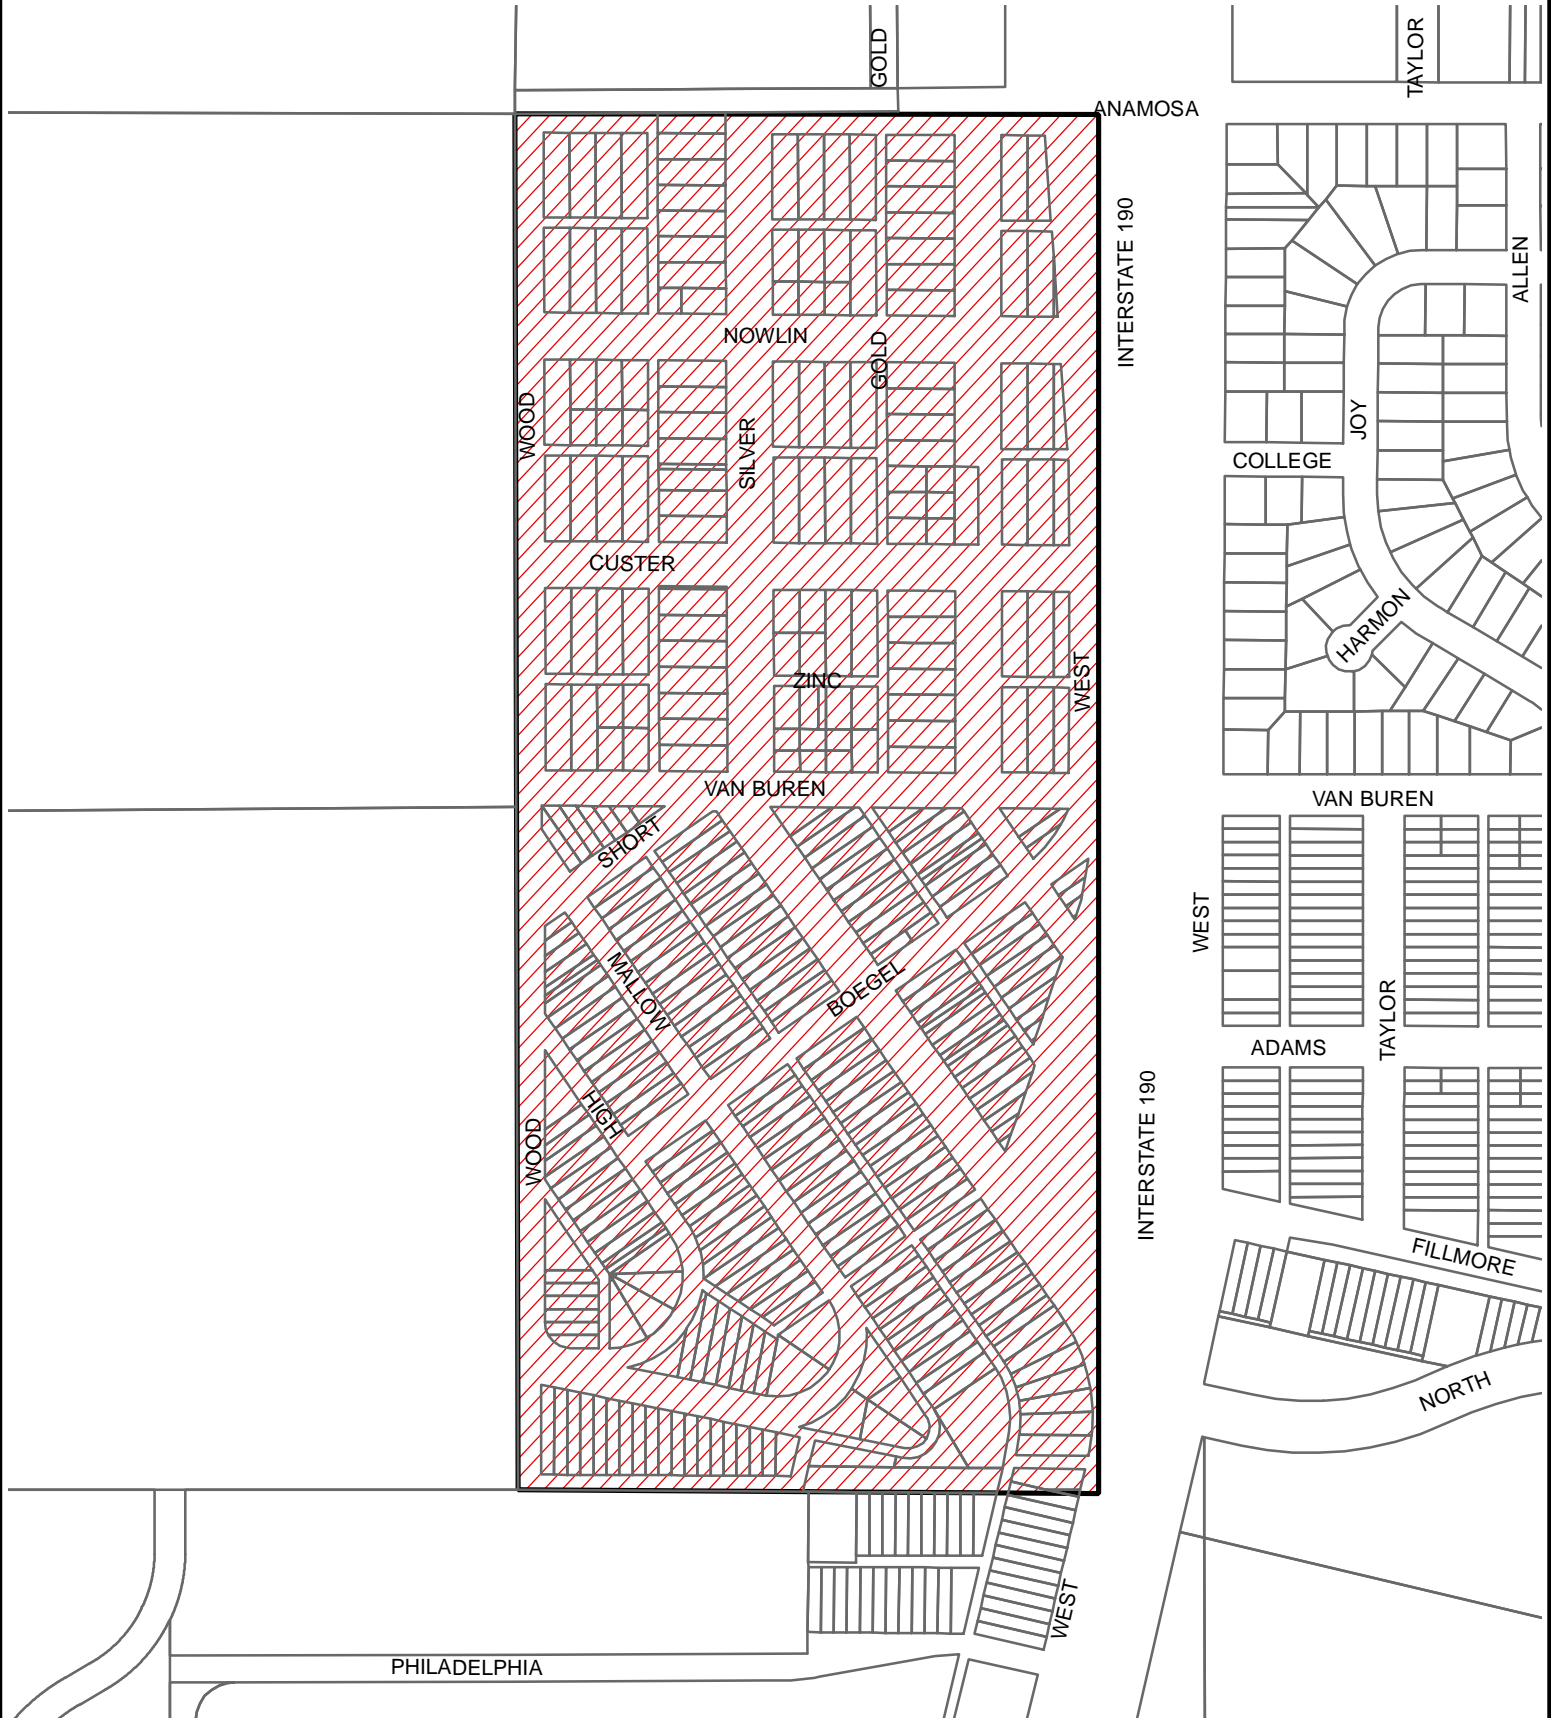 GOLD
TAYLOR
ANAMOSA
INTERSTATE 190
ALLEN
NOWLIN
GOLD
WOOD
SILVER
JOY
COLLEGE
CUSTER
HARMON
ZINC
WEST
VAN BUREN
VAN BUREN
SHORT
WEST
MALLOW
BOEGEL
TAYLOR
ADAMS
HIGH
WOOD
INTERSTATE 190
FILLMORE
NORTH
WEST
PHILADELPHIA